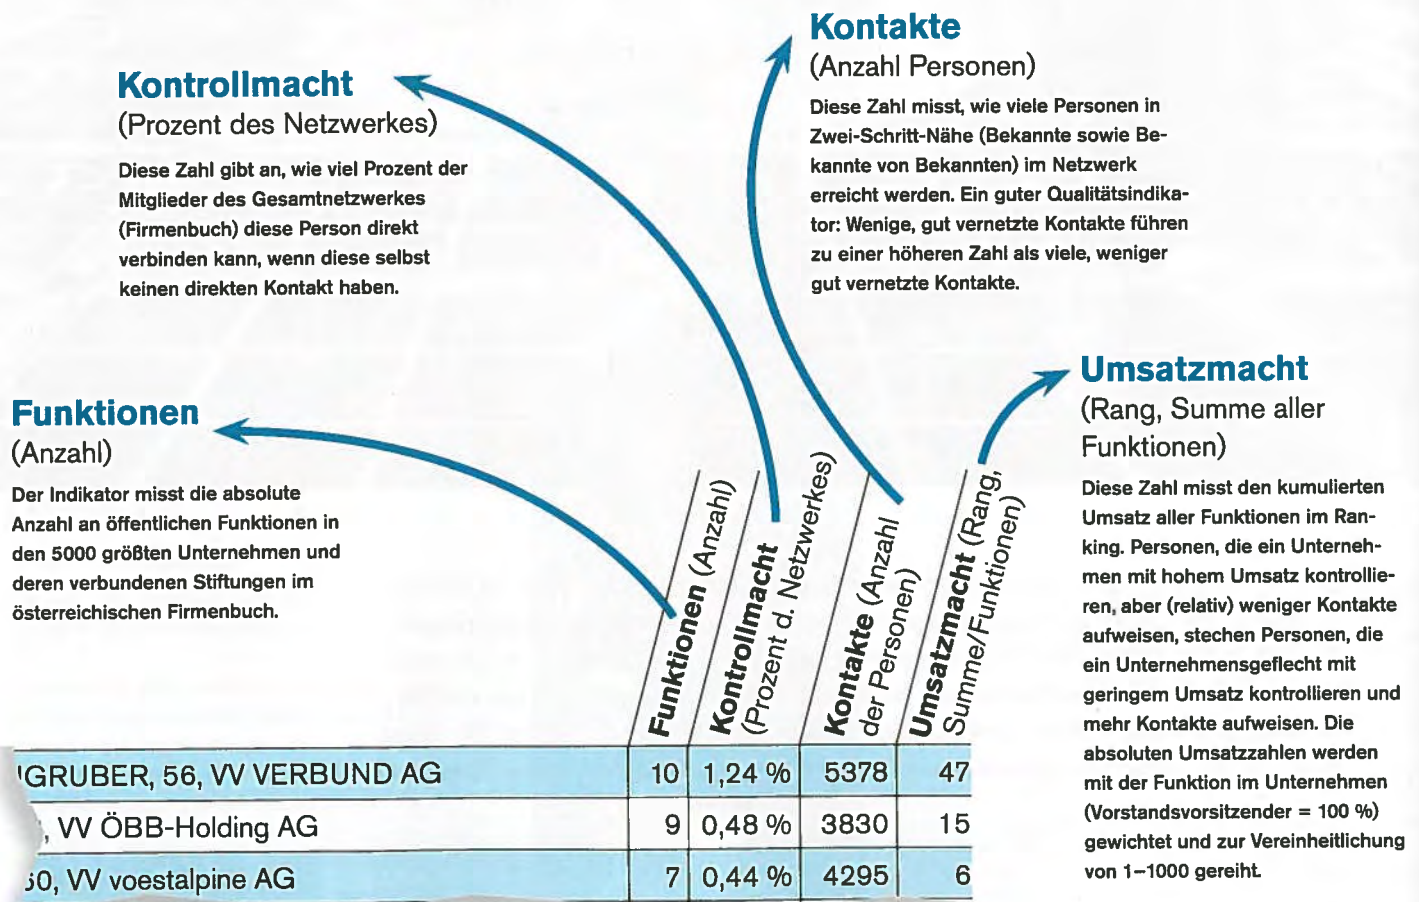 Kontrollmacht
(Prozent des Netzwerkes)
Diese Zahl gibt an, wie viel Prozent der
Mitglieder des Gesamtnetzwerkes
(Firmenbuch) diese Person direkt
verbinden kann, wenn diese selbst
keinen direkten Kontakt haben.
Kontakte
(Anzahl Personen)
Diese Zahl misst, wie viele Personen in
Zwei-Schritt-Nähe (Bekannte sowie Be-
kannte von Bekannten) im Netzwerk
erreicht werden. Ein guter Qualitätsindika-
tor: Wenige, gut vernetzte Kontakte führen
zu einer höheren Zahl als viele, weniger
gut vernetzte Kontakte.
Funktionen
(Anzahl)
Der Indikator misst die absolute
Anzahl an öffentlichen Funktionen in
den 5000 größten Unternehmen und
deren verbundenen Stiftungen im
österreichischen Firmenbuch.
Umsatzmacht
(Rang, Summe aller
Funktionen)
Diese Zahl misst den kumulierten
Umsatz aller Funktionen im Ran-
king. Personen, die ein Unterneh-
men mit hohem Umsatz kontrollie-
ren, aber (relativ) weniger Kontakte
aufweisen, stechen Personen, die
ein Unternehmensgeflecht mit
geringem Umsatz kontrollieren und
mehr Kontakte aufweisen. Die
absoluten Umsatzzahlen werden
mit der Funktion im Unternehmen
(Vorstandsvorsitzender = 100 %)
gewichtet und zur Vereinheitlichung
von 1–1000 gereiht.
Funktionen (Anzahl)
Kontrollmacht
(Prozent d. Netzwerkes)
Kontakte (Anzahl
der Personen)
Umsatzmacht (Rang,
Summe/Funktionen)
GRUBER, 56, VV VERBUND AG 10 1,24 % 5378 47
, VV ÖBB-Holding AG 9 0,48 % 3830 15
60, VV voestalpine AG 7 0,44 % 4295 6